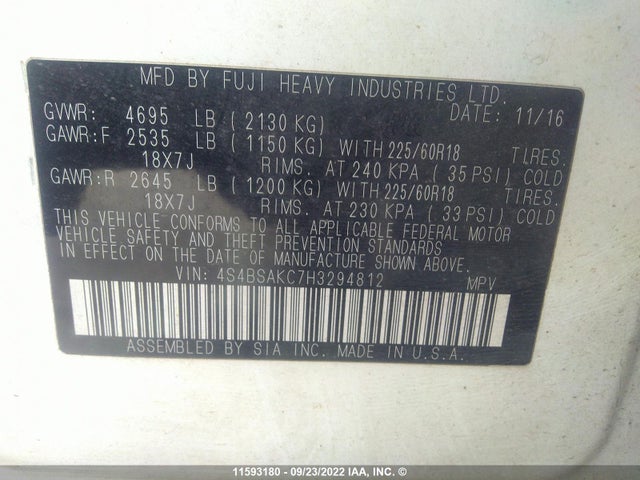 MFD BY FUJI HEAVY INDUSTRIES LTD.
GVWR: 4695 LB ( 2130 KG) DATE: 11/16
GAWR:F 2535 LB ( 1150 KG) WITH 225/60R18 TIRES.
18X7J RIMS. AT 240 KPA ( 35 PSI) COLD
GAWR:R 2645 LB ( 1200 KG) WITH 225/60R18 TIRES.
18X7J RIMS. AT 230 KPA ( 33 PSI) COLD
THIS VEHICLE CONFORMS TO ALL APPLICABLE FEDERAL MOTOR
VEHICLE SAFETY AND THEFT PREVENTION STANDARDS
IN EFFECT ON THE DATE OF MANUFACTURE SHOWN ABOVE.
VIN: 4S4BSAKC7H3294812 MPV
ASSEMBLED BY SIA INC. MADE IN U.S.A.
11593180 - 09/23/2022 IAA, INC. ©